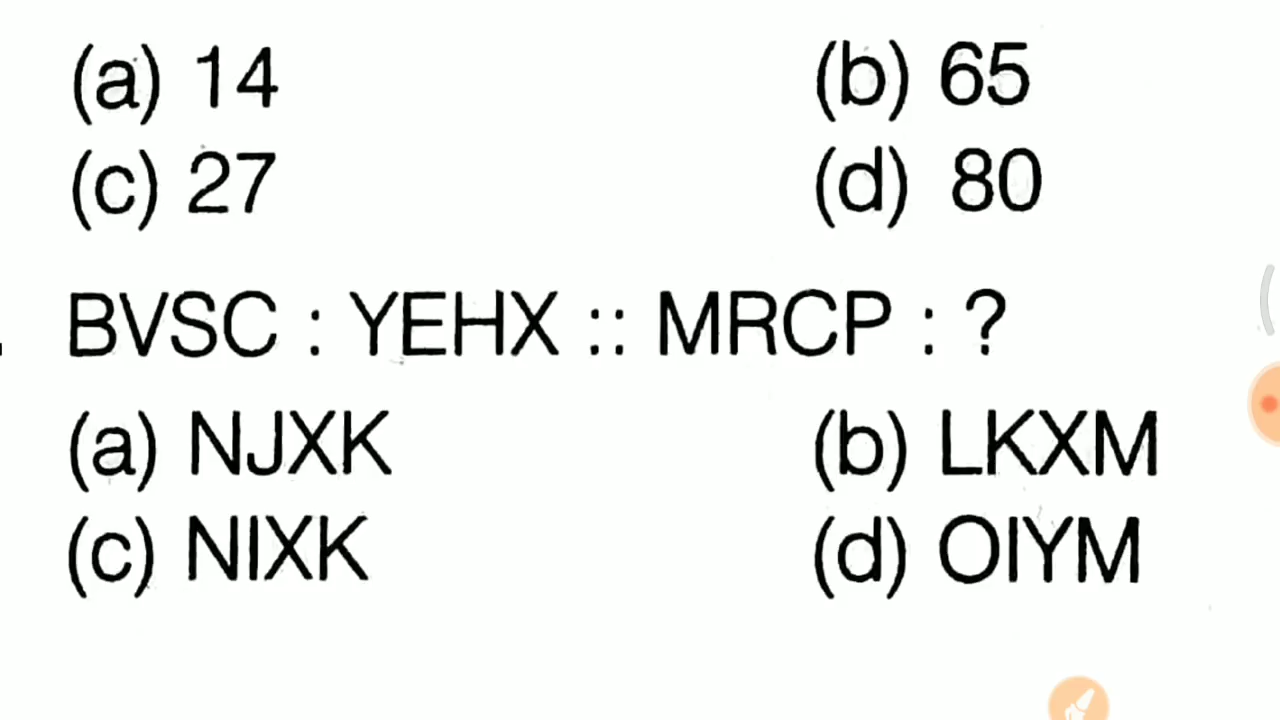 (a) 14 (b) 65
(c) 27 (d) 80
BVSC : YEHX :: MRCP : ?
(a) NJXK (b) LKXM
(c) NIXK (d) OIYM